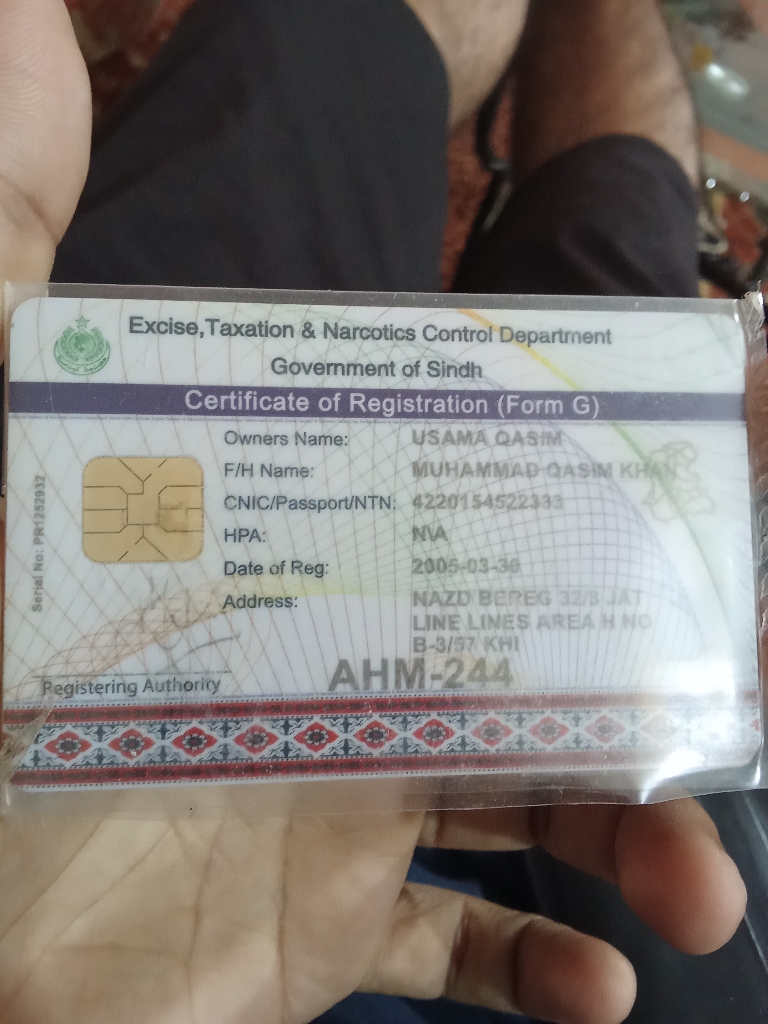 Excise,Taxation & Narcotics Control Department
Government of Sindh
Certificate of Registration (Form G)
Owners Name: USAMA QASIM
F/H Name: MUHAMMAD QASIM KHAN
CNIC/Passport/NTN: 4220154522333
HPA: N\A
Date of Reg: 2005-03-30
Address: NAZD BEREG 32/B JAT
LINE LINES AREA H NO
B-3/57 KHI
AHM-244
Registering Authority
Serial No: PR1252932